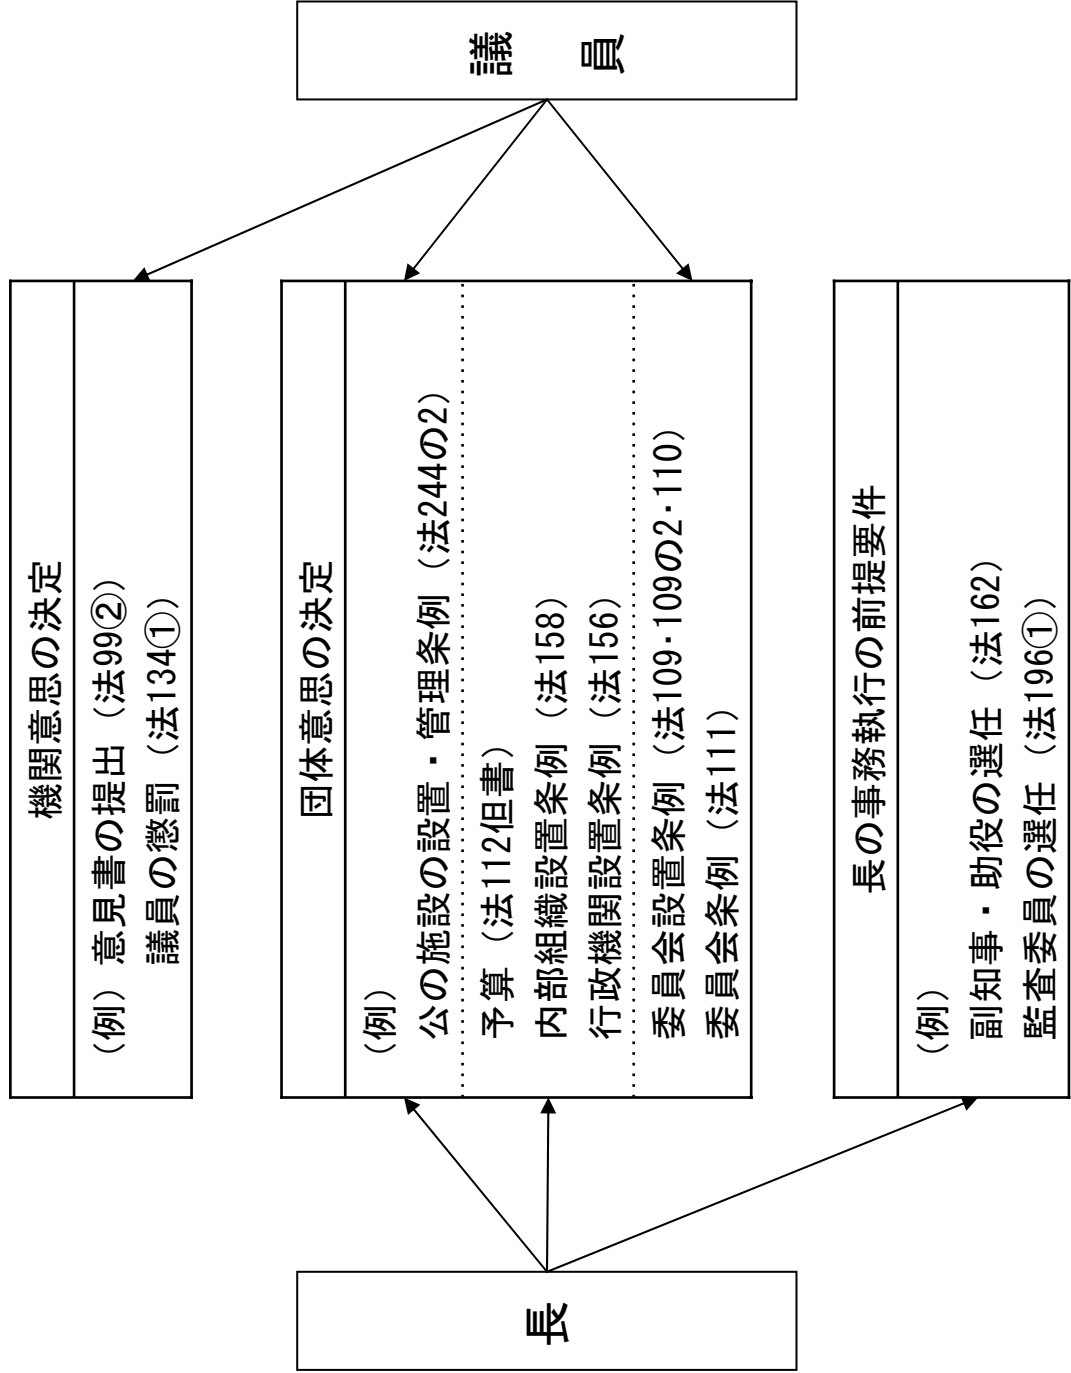 機関意思の決定
（例）意見書の提出（法99②）
議員の懲罰（法134①）
団体意思の決定
（例）
公の施設の設置・管理条例（法244の2）
予算（法112但書）
内部組織設置条例（法158）
行政機関設置条例（法156）
委員会設置条例（法109･109の2･110）
委員会条例（法111）
長の事務執行の前提要件
（例）
副知事・助役の選任（法162）
監査委員の選任（法196①）
長
議　員